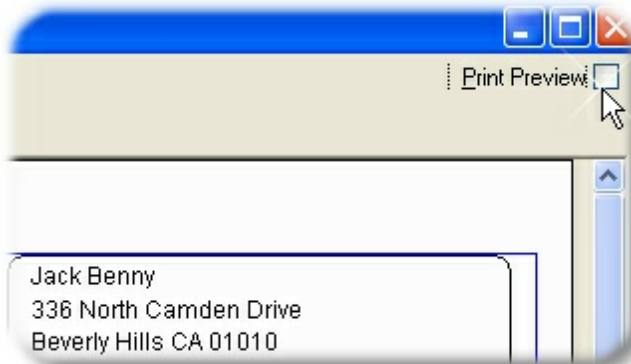 Print Preview
Jack Benny
336 North Camden Drive
Beverly Hills CA 01010